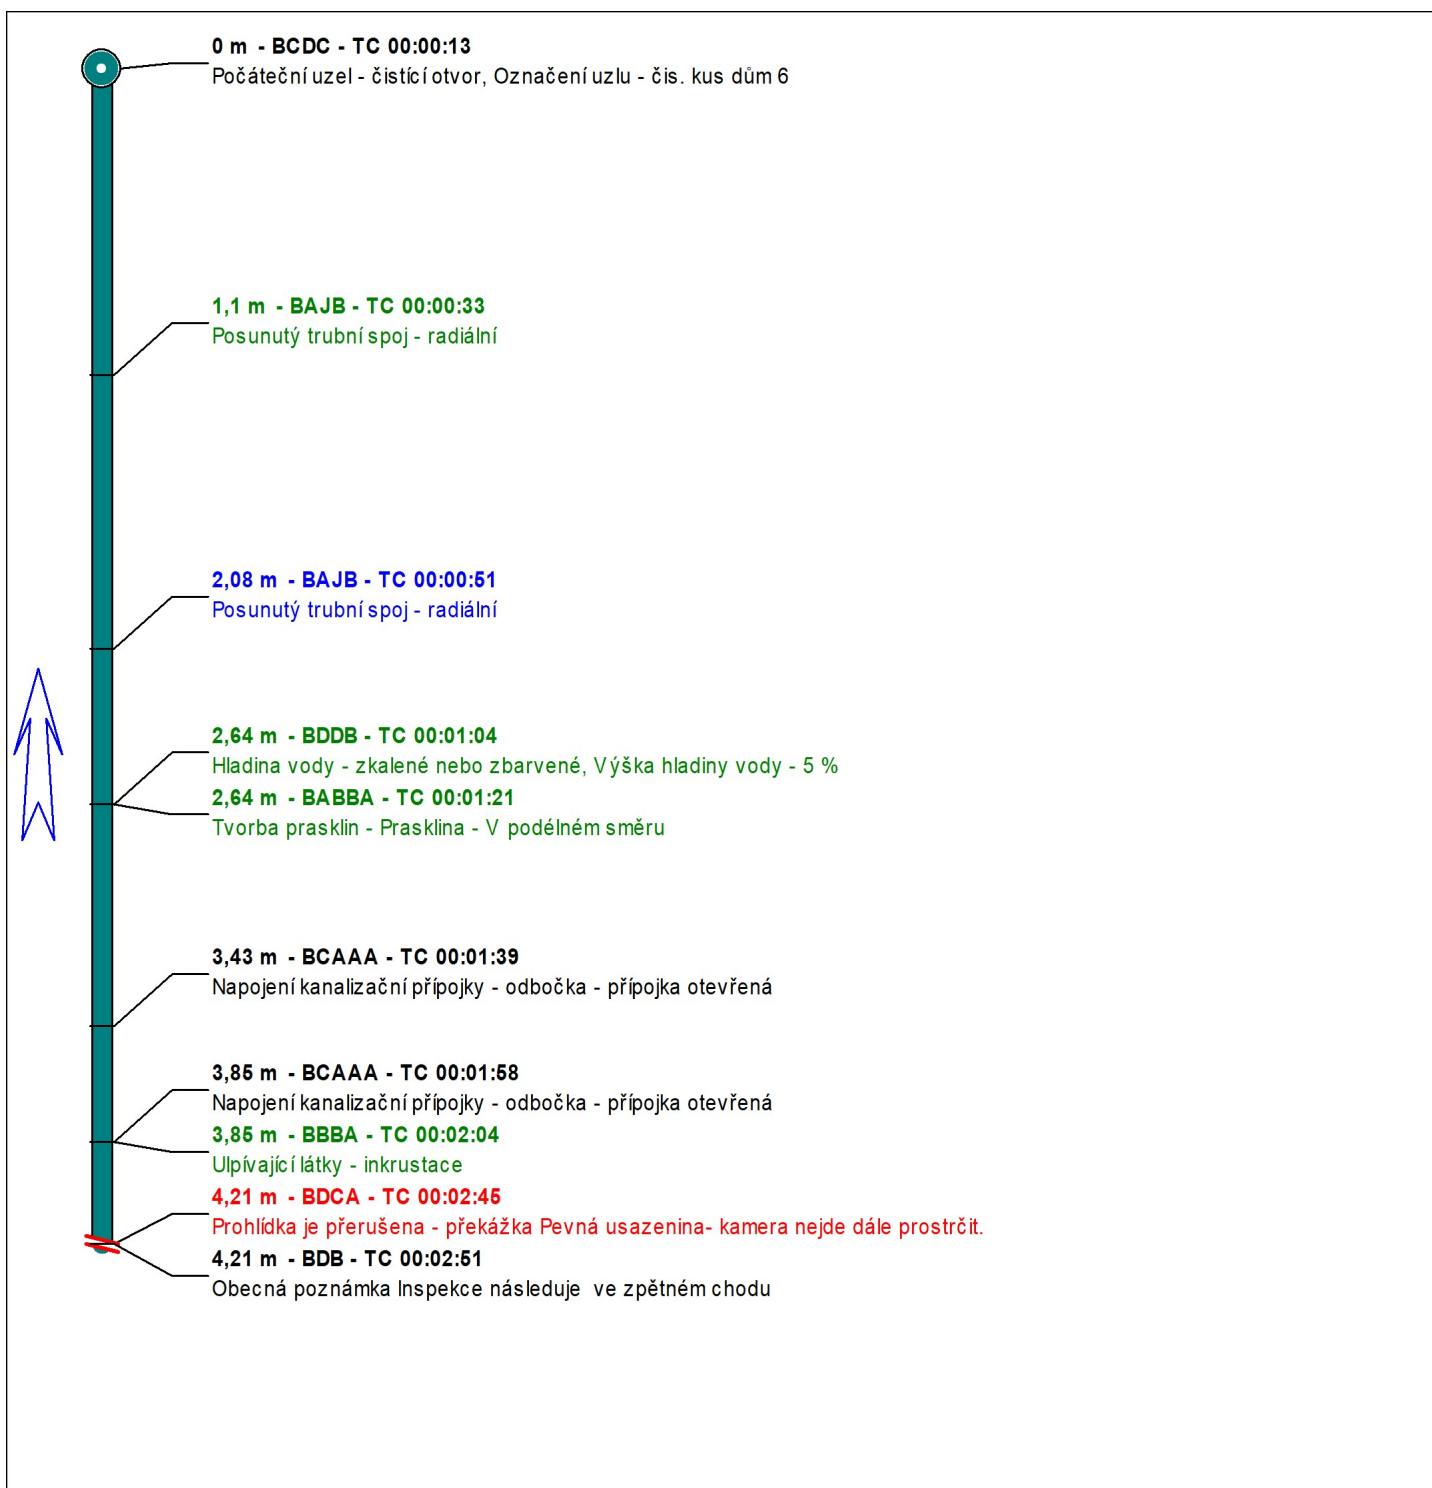 0 m - BCDC - TC 00:00:13
Počáteční uzel - čistící otvor, Označení uzlu - čis. kus dům 6
1,1 m - BAJB - TC 00:00:33
Posunutý trubní spoj - radiální
2,08 m - BAJB - TC 00:00:51
Posunutý trubní spoj - radiální
2,64 m - BDDB - TC 00:01:04
Hladina vody - zkalené nebo zbarvené, Výška hladiny vody - 5 %
2,64 m - BABBA - TC 00:01:21
Tvorba prasklin - Prasklina - V podélném směru
3,43 m - BCAAA - TC 00:01:39
Napojení kanalizační přípojky - odbočka - přípojka otevřená
3,85 m - BCAAA - TC 00:01:58
Napojení kanalizační přípojky - odbočka - přípojka otevřená
3,85 m - BBBA - TC 00:02:04
Ulpívající látky - inkrustace
4,21 m - BDCA - TC 00:02:45
Prohlídka je přerušena - překážka Pevná usazenina- kamera nejde dále prostrčit.
4,21 m - BDB - TC 00:02:51
Obecná poznámka Inspekce následuje ve zpětném chodu